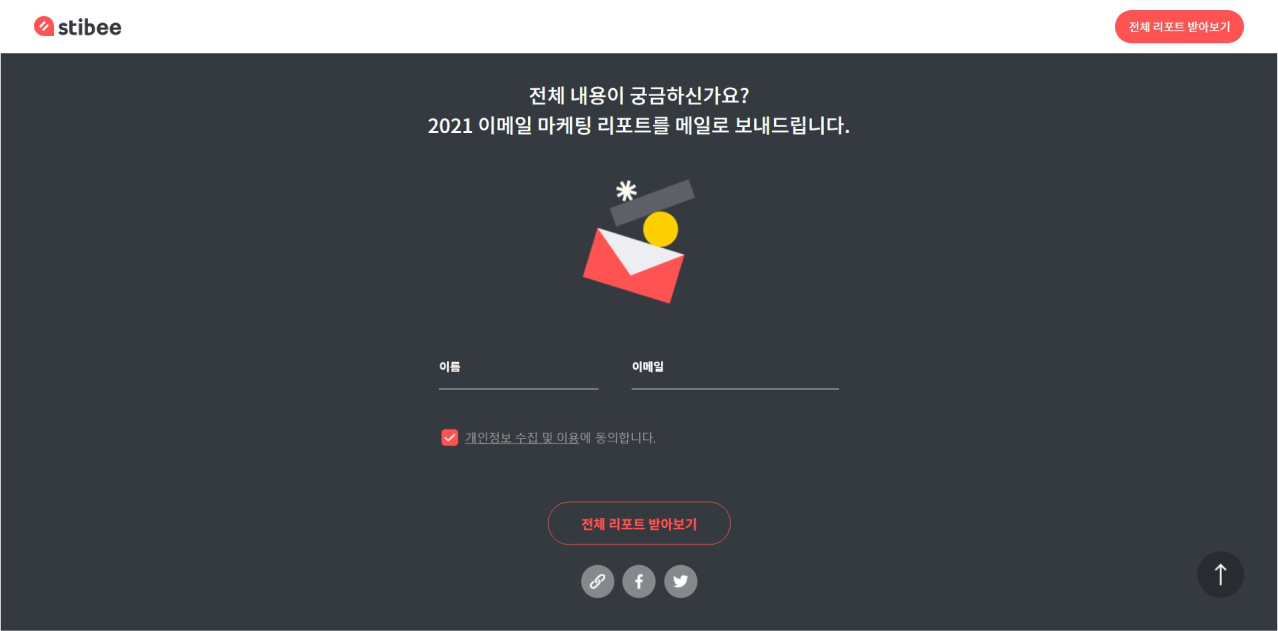 stibee
전체 리포트 받아보기
전체 내용이 궁금하신가요?
2021 이메일 마케팅 리포트를 메일로 보내드립니다.
이름
이메일
개인정보 수집 및 이용에 동의합니다.
전체 리포트 받아보기